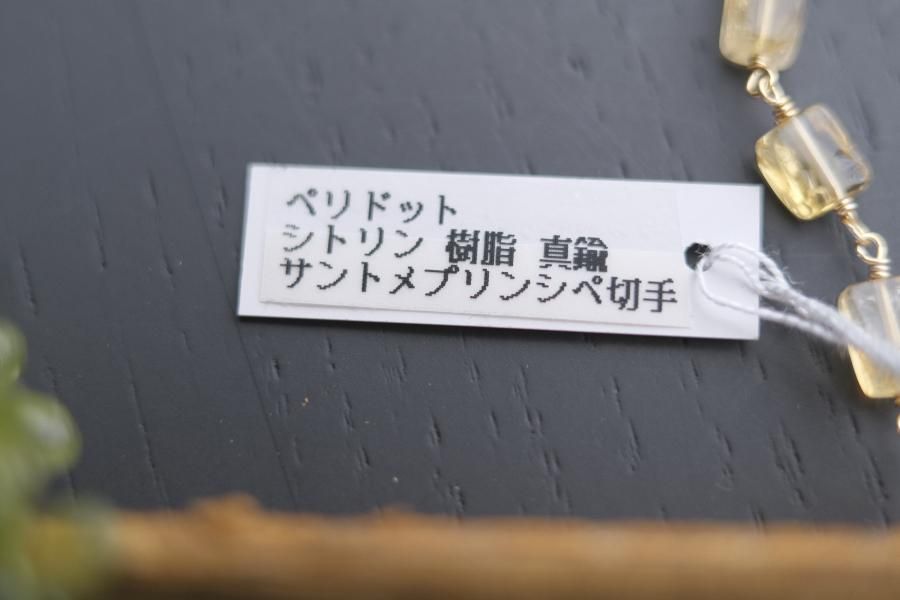 ペリドット
シトリン 樹脂 真鍮
サントメプリンシペ切手